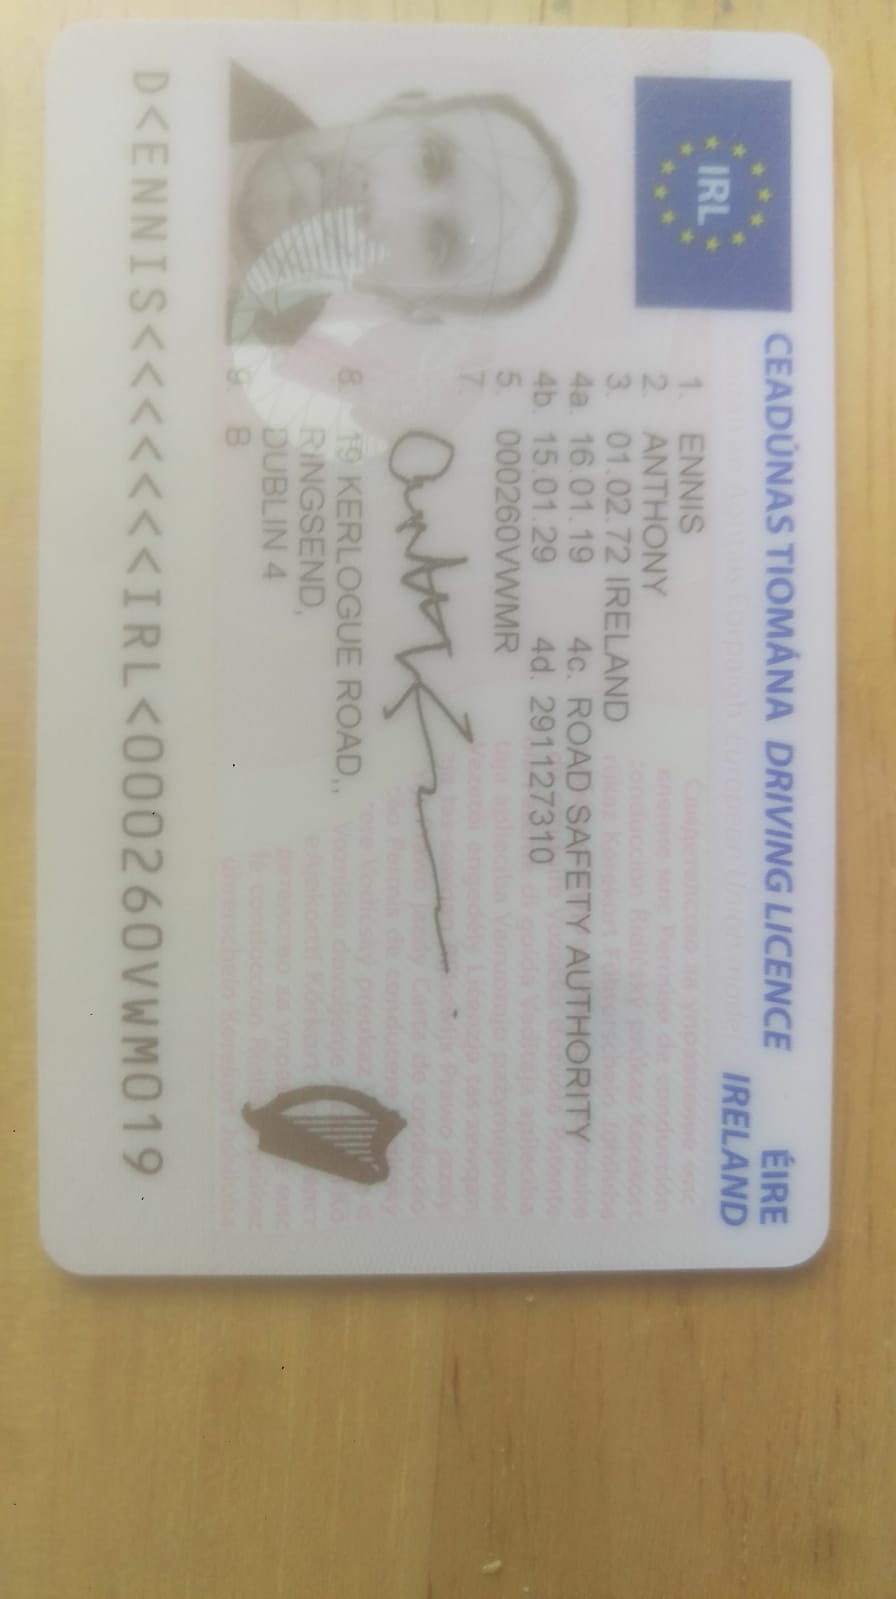 CEADÚNAS TIOMÁNA DRIVING LICENCE ÉIRE
IRELAND
IRL
1. ENNIS
2. ANTHONY
3. 01.02.72 IRELAND
4a. 16.01.19 4c. ROAD SAFETY AUTHORITY
4b. 15.01.29 4d. 291127310
5. 000260VWMR
7.
8. 19 KERLOGUE ROAD,,
RINGSEND,
DUBLIN 4
9. B
D<ENNIS<<<<<<<IRL<000260VWM019